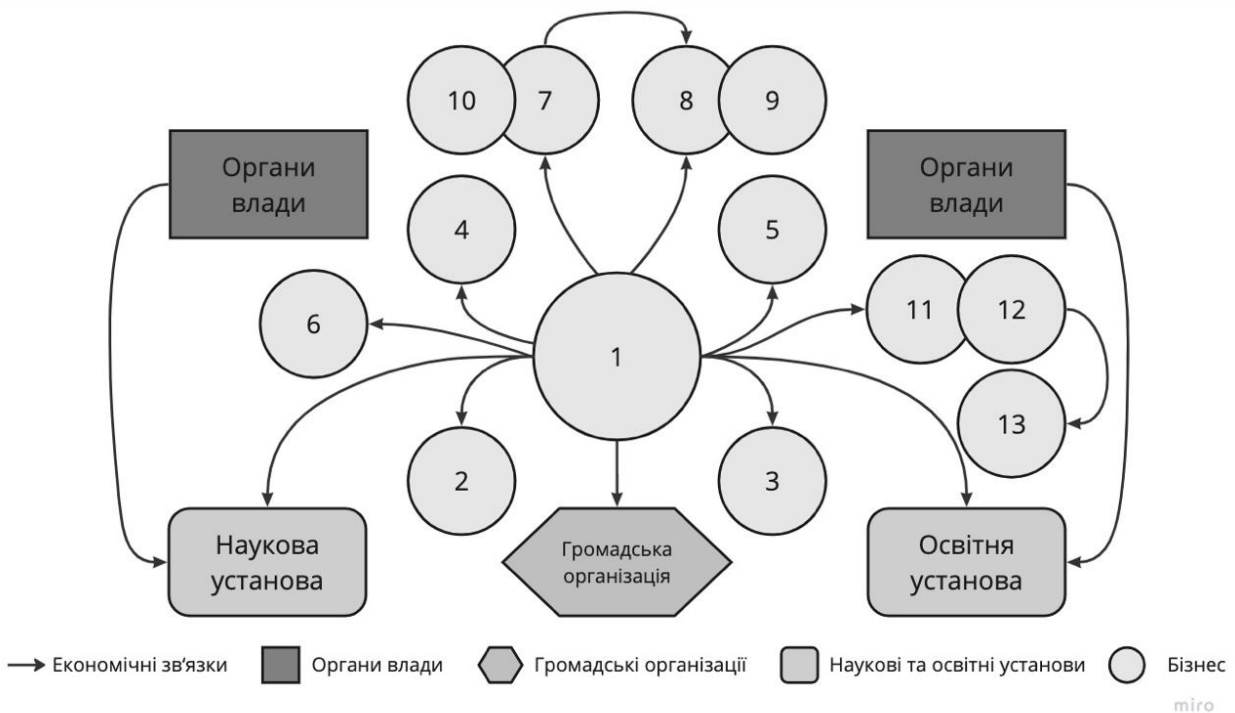 10
7
8
9
Органи
влади
Органи
влади
4
5
6
11
12
1
13
2
3
Наукова
установа
Громадська
організація
Освітня
установа
Економічні зв'язки
Органи влади
Громадські організації
Наукові та освітні установи
Бізнес
miro